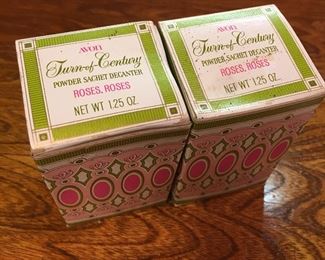 AVON
Turn-of-Century
POWDER SACHET DECANTER
ROSES, ROSES
NET WT 1.25 OZ.
AVON
Turn-of-Century
POWDER SACHET DECANTER
ROSES, ROSES
NET WT 1.25 OZ.